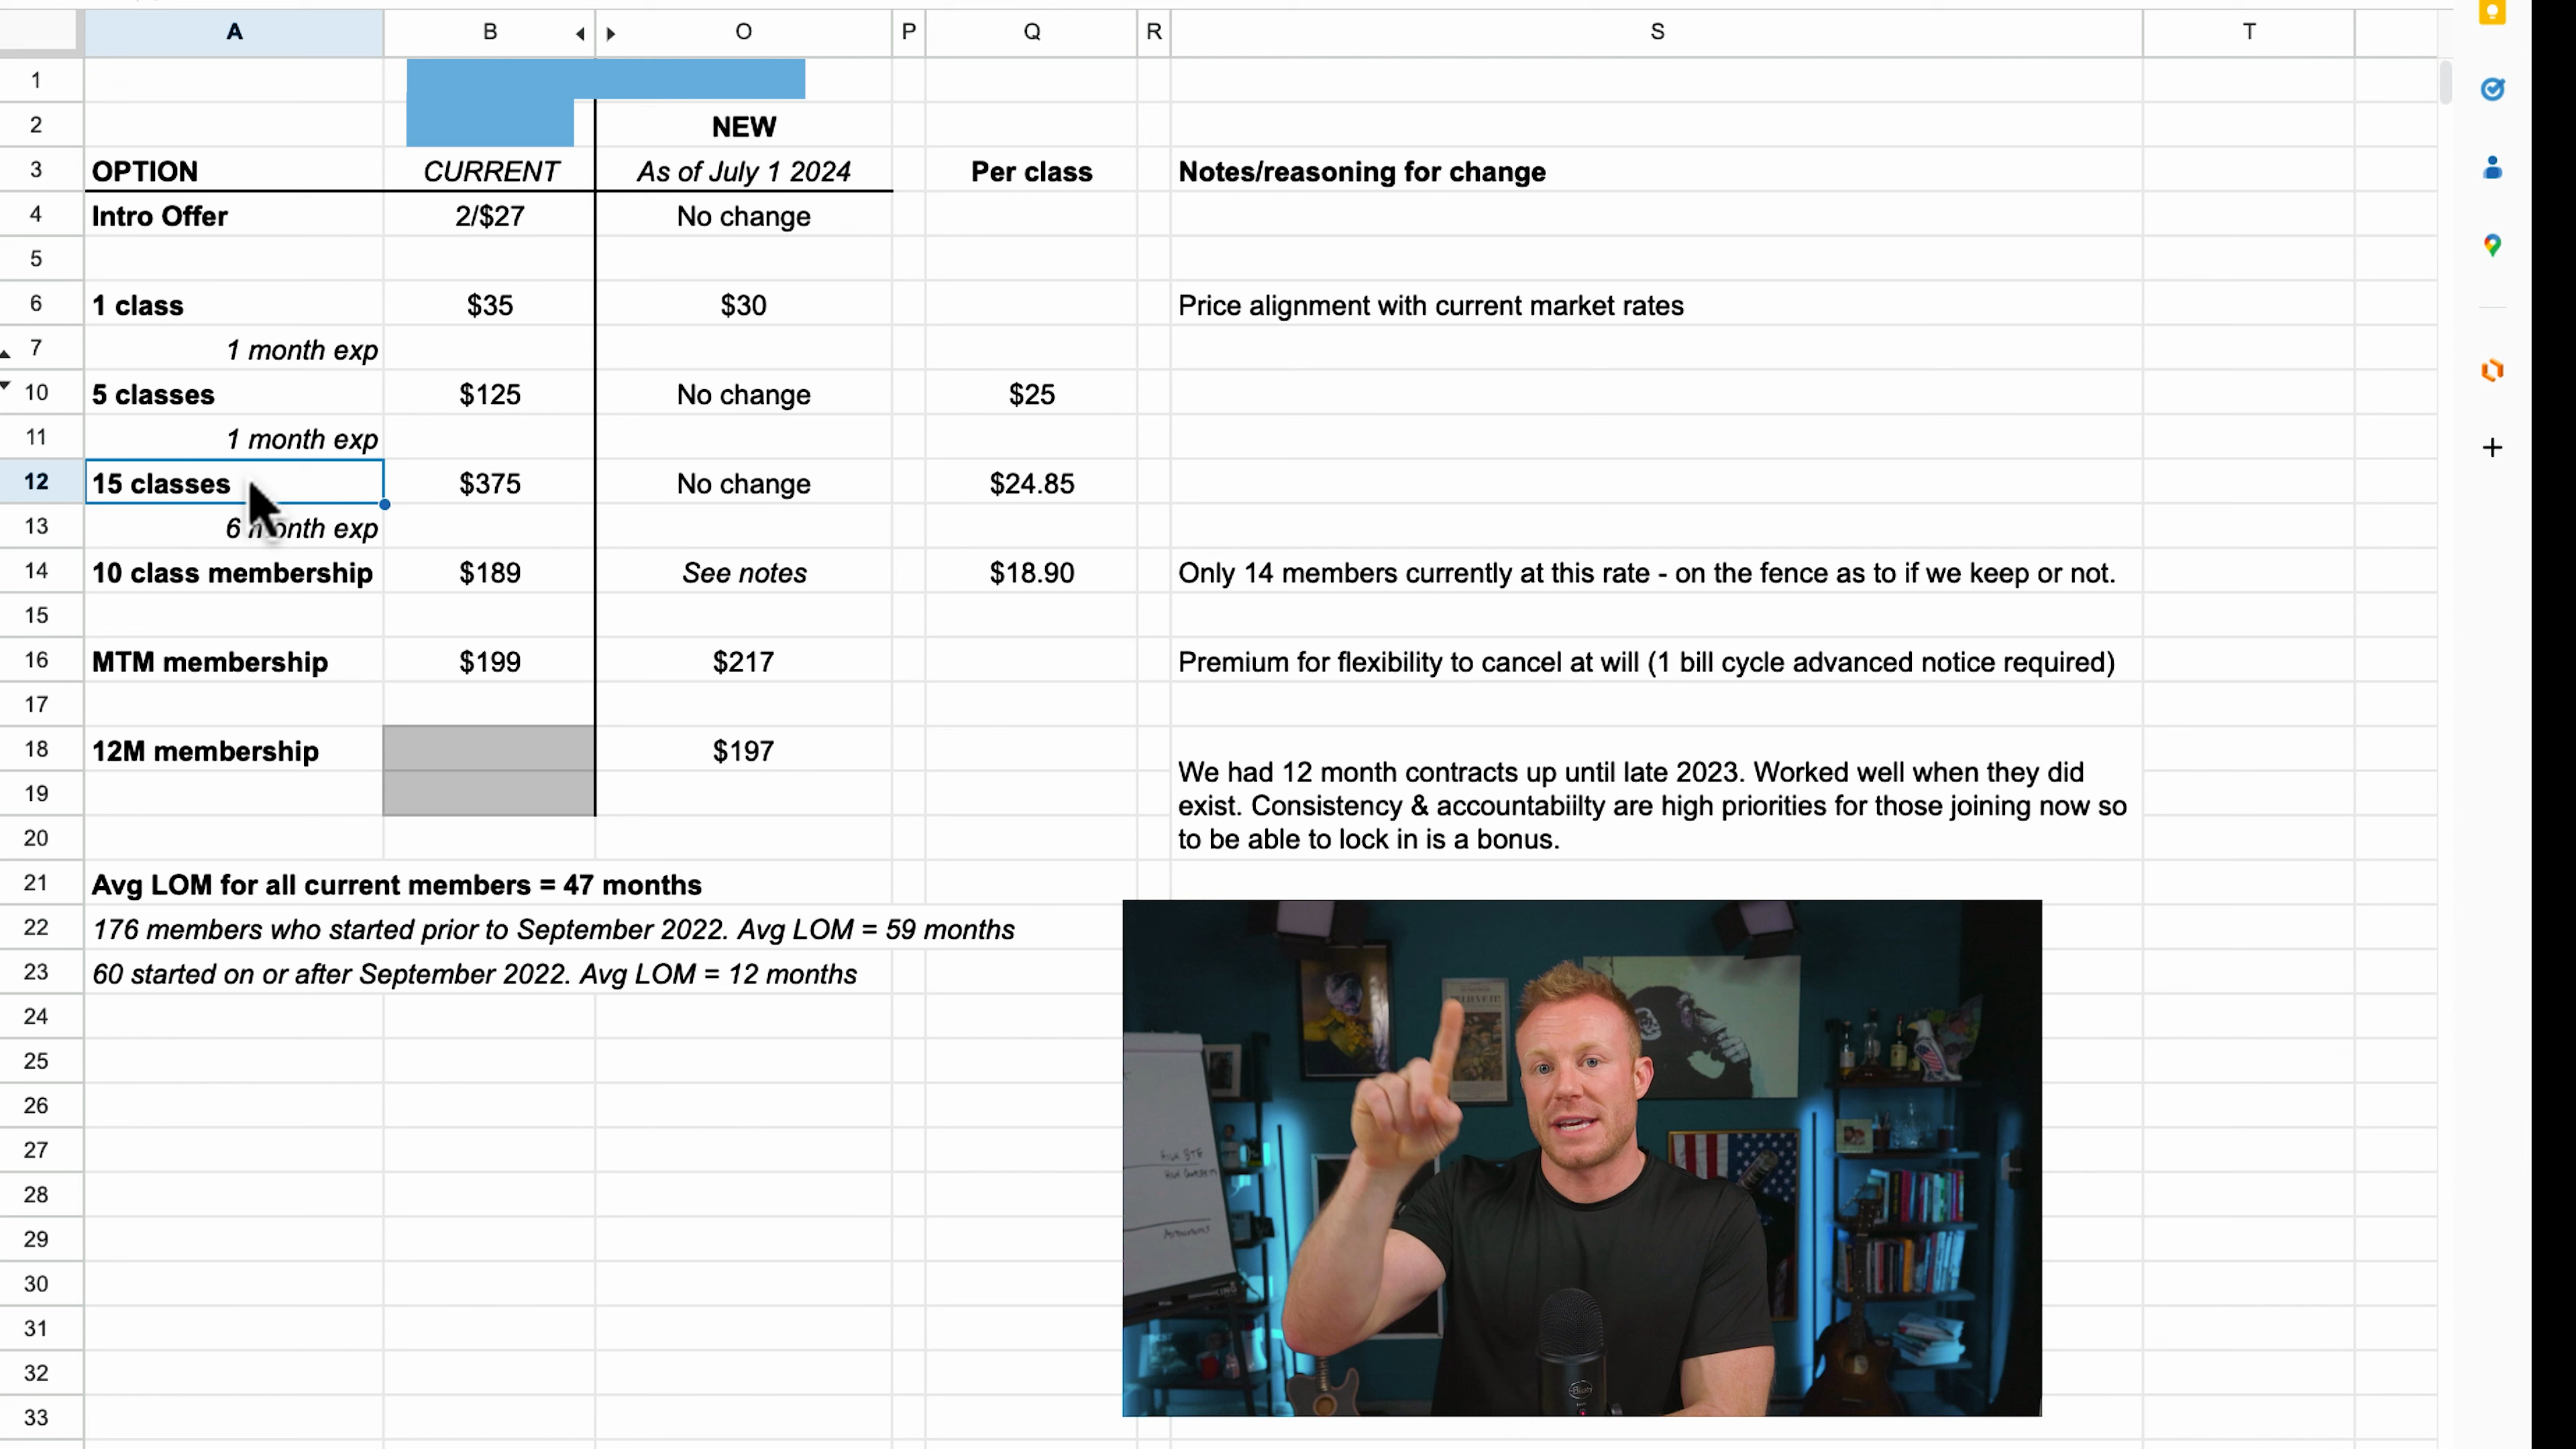 A B O P Q R S T
1
2 NEW
3 OPTION CURRENT As of July 1 2024 Per class Notes/reasoning for change
4 Intro Offer 2/$27 No change
5
6 1 class $35 $30 Price alignment with current market rates
7 1 month exp
10 5 classes $125 No change $25
11 1 month exp
12 15 classes $375 No change $24.85
13 6 month exp
14 10 class membership $189 See notes $18.90 Only 14 members currently at this rate - on the fence as to if we keep or not.
15
16 MTM membership $199 $217 Premium for flexibility to cancel at will (1 bill cycle advanced notice required)
17
18 12M membership $197
We had 12 month contracts up until late 2023. Worked well when they did
19
exist. Consistency & accountabiilty are high priorities for those joining now so
20
to be able to lock in is a bonus.
21 Avg LOM for all current members = 47 months
22 176 members who started prior to September 2022. Avg LOM = 59 months
23 60 started on or after September 2022. Avg LOM = 12 months
24
25
26
27
28
29
30
31
32
33
HIGH
Blue